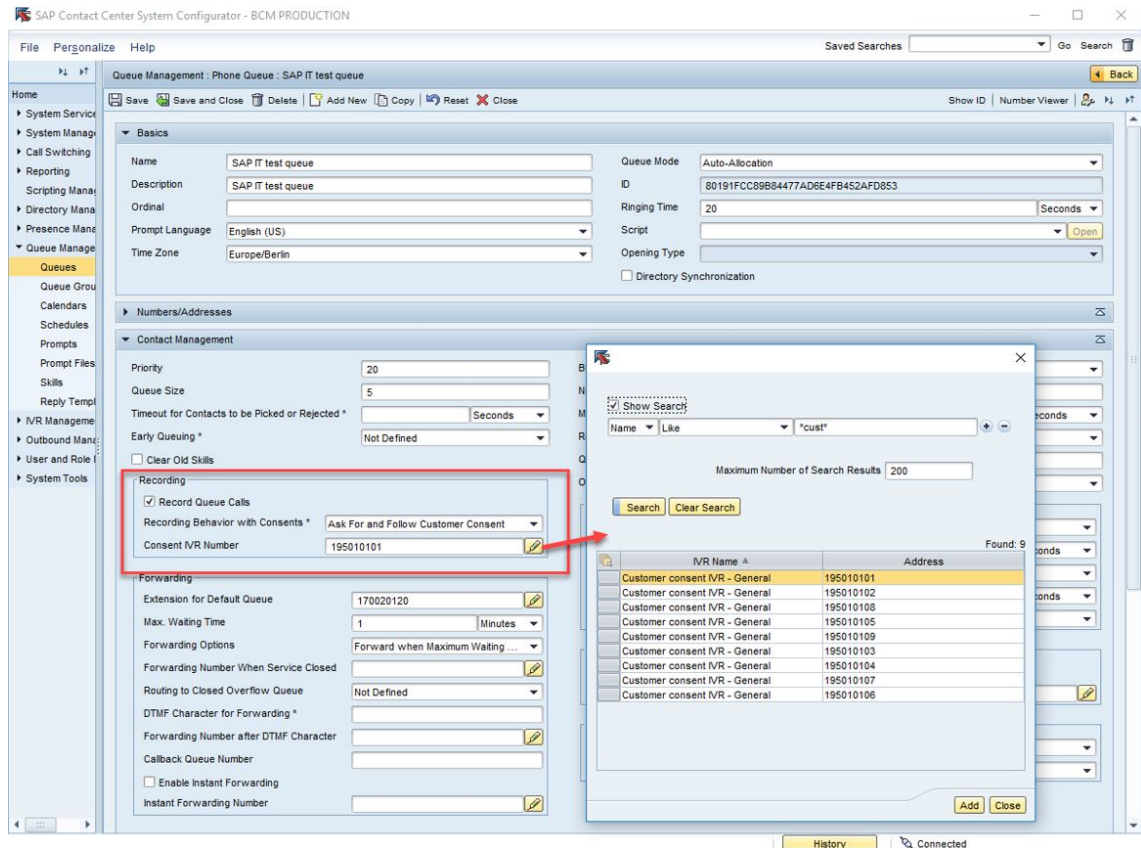 SAP Contact Center System Configurator - BCM PRODUCTION
File Personalize Help Saved Searches Go Search
Queue Management : Phone Queue : SAP IT test queue Back
Home
Save Save and Close Delete Add New Copy Reset Close Show ID Number Viewer
System Service
System Manage
Call Switching
Reporting
Scripting Mana
Directory Mana
Presence Mana
Queue Manage
Queues
Queue Grou
Calendars
Schedules
Prompts
Prompt Files
Skills
Reply Templ
IVR Manageme
Outbound Mana
User and Role
System Tools
Basics
Name SAP IT test queue Queue Mode Auto-Allocation
Description SAP IT test queue ID 80191FCC89B84477AD6E4FB452AFD853
Ordinal Ringing Time 20 Seconds
Prompt Language English (US) Script Open
Time Zone Europe/Berlin Opening Type
Directory Synchronization
Numbers/Addresses
Contact Management
Priority 20
Queue Size 5
Timeout for Contacts to be Picked or Rejected * Seconds
Early Queuing * Not Defined
Clear Old Skills
Recording
Record Queue Calls
Recording Behavior with Consents * Ask For and Follow Customer Consent
Consent IVR Number 195010101
Forwarding
Extension for Default Queue 170020120
Max. Waiting Time 1 Minutes
Forwarding Options Forward when Maximum Waiting ...
Forwarding Number When Service Closed
Routing to Closed Overflow Queue Not Defined
DTMF Character for Forwarding *
Forwarding Number after DTMF Character
Callback Queue Number
Enable Instant Forwarding
Instant Forwarding Number
Show Search
Name Like *cust*
Maximum Number of Search Results 200
Search Clear Search
Found: 9
IVR Name Address
Customer consent IVR - General 195010101
Customer consent IVR - General 195010102
Customer consent IVR - General 195010108
Customer consent IVR - General 195010105
Customer consent IVR - General 195010109
Customer consent IVR - General 195010103
Customer consent IVR - General 195010104
Customer consent IVR - General 195010107
Customer consent IVR - General 195010106
Add Close
History Connected